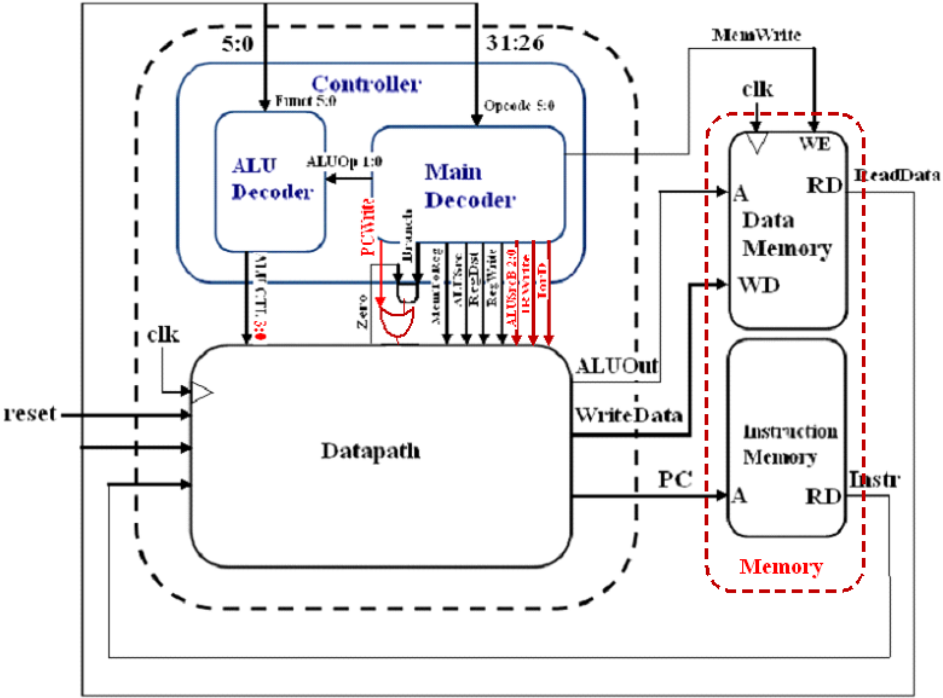 5:0
31:26
MemWrite
Controller
clk
Funct 5:0
Opcode 5:0
ALU
Decoder
ALUOp 1:0
Main
Decoder
WE
A
RD
ReadData
Data
Memory
WD
PCWrite
Branch
Zero
MemToReg
ALUSrc
RegDst
RegWrite
ALUSrcB 2:0
IRWrite
IorD
clk
ALUOut
reset
WriteData
Datapath
Instruction
Memory
PC
A
RD
Instr
Memory